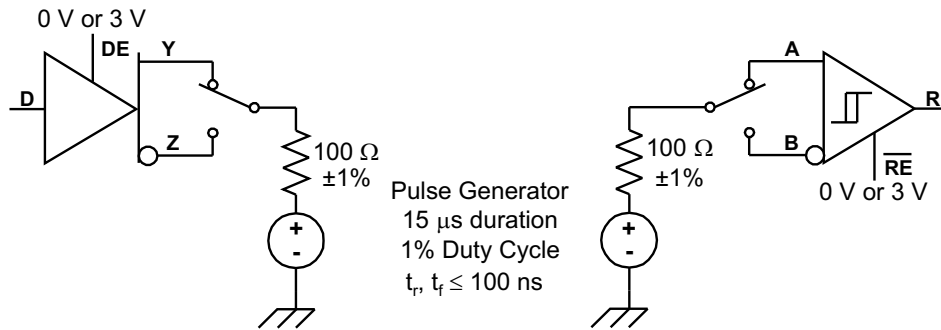 0 V or 3 V
DE
Y
D
Z
100 Ω
±1%
+
-
Pulse Generator
15 μs duration
1% Duty Cycle
tr, tf ≤ 100 ns
A
B
R
RE
0 V or 3 V
100 Ω
±1%
+
-